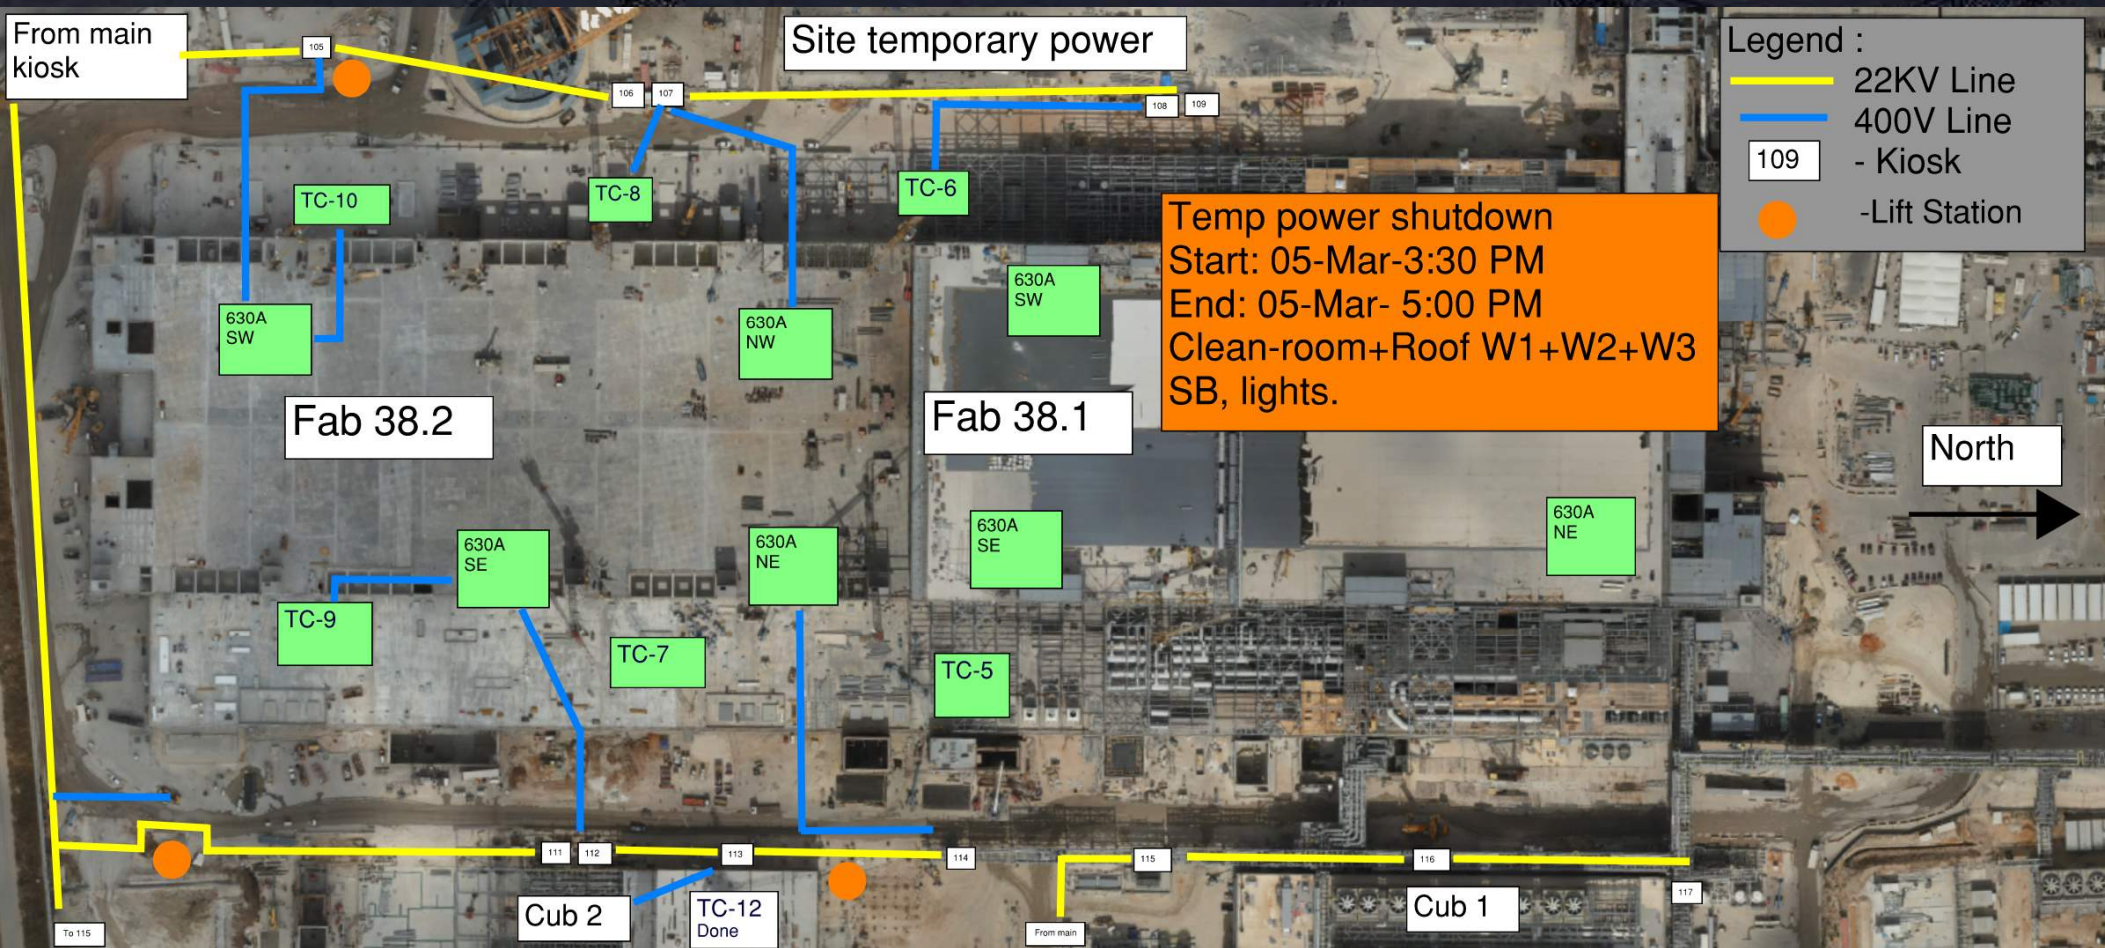 From main
kiosk
105
Site temporary power
Legend :
22KV Line
400V Line
109
- Kiosk
-Lift Station
106
107
108
109
TC-10
TC-8
TC-6
Temp power shutdown
Start: 05-Mar-3:30 PM
End: 05-Mar- 5:00 PM
Clean-room+Roof W1+W2+W3
SB, lights.
630A
SW
630A
NW
630A
SW
Fab 38.2
Fab 38.1
North
630A
SE
630A
NE
630A
SE
630A
NE
TC-9
TC-7
TC-5
111
112
113
114
115
116
117
Cub 2
TC-12
Done
Cub 1
To 115
From main